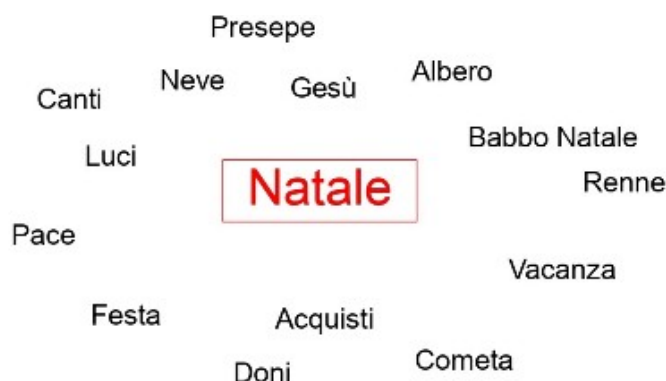 Presepe
Neve
Gesù
Albero
Canti
Babbo Natale
Luci
Natale
Renne
Pace
Vacanza
Festa
Acquisti
Cometa
Doni